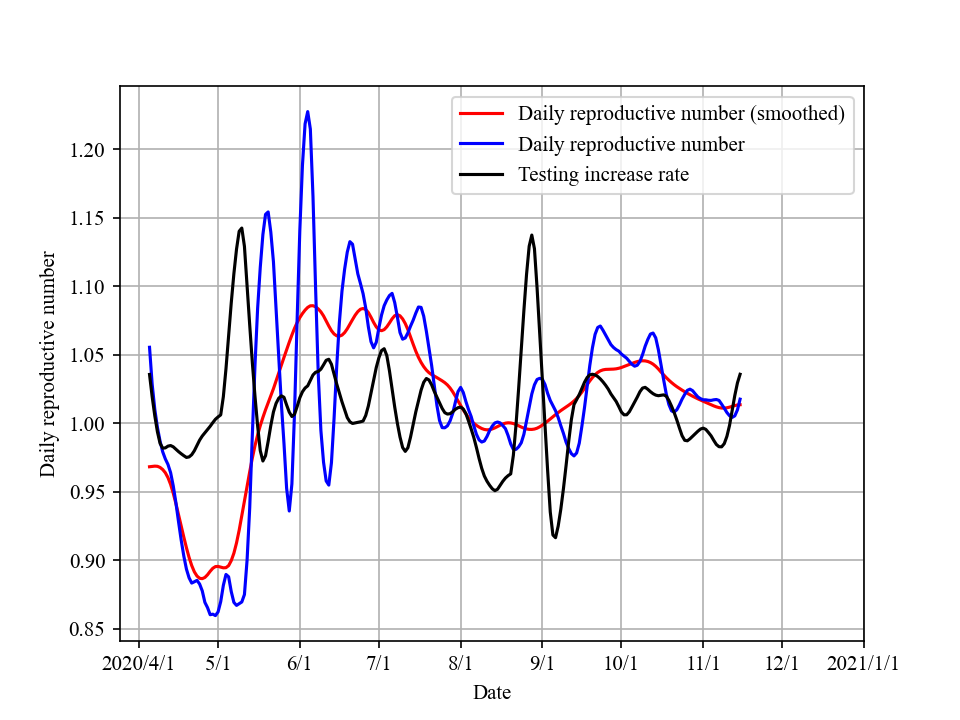 Daily reproductive number (smoothed)
Daily reproductive number
Testing increase rate
Daily reproductive number
1.20
1.15
1.10
1.05
1.00
0.95
0.90
0.85
2020/4/1 5/1 6/1 7/1 8/1 9/1 10/1 11/1 12/1 2021/1/1
Date